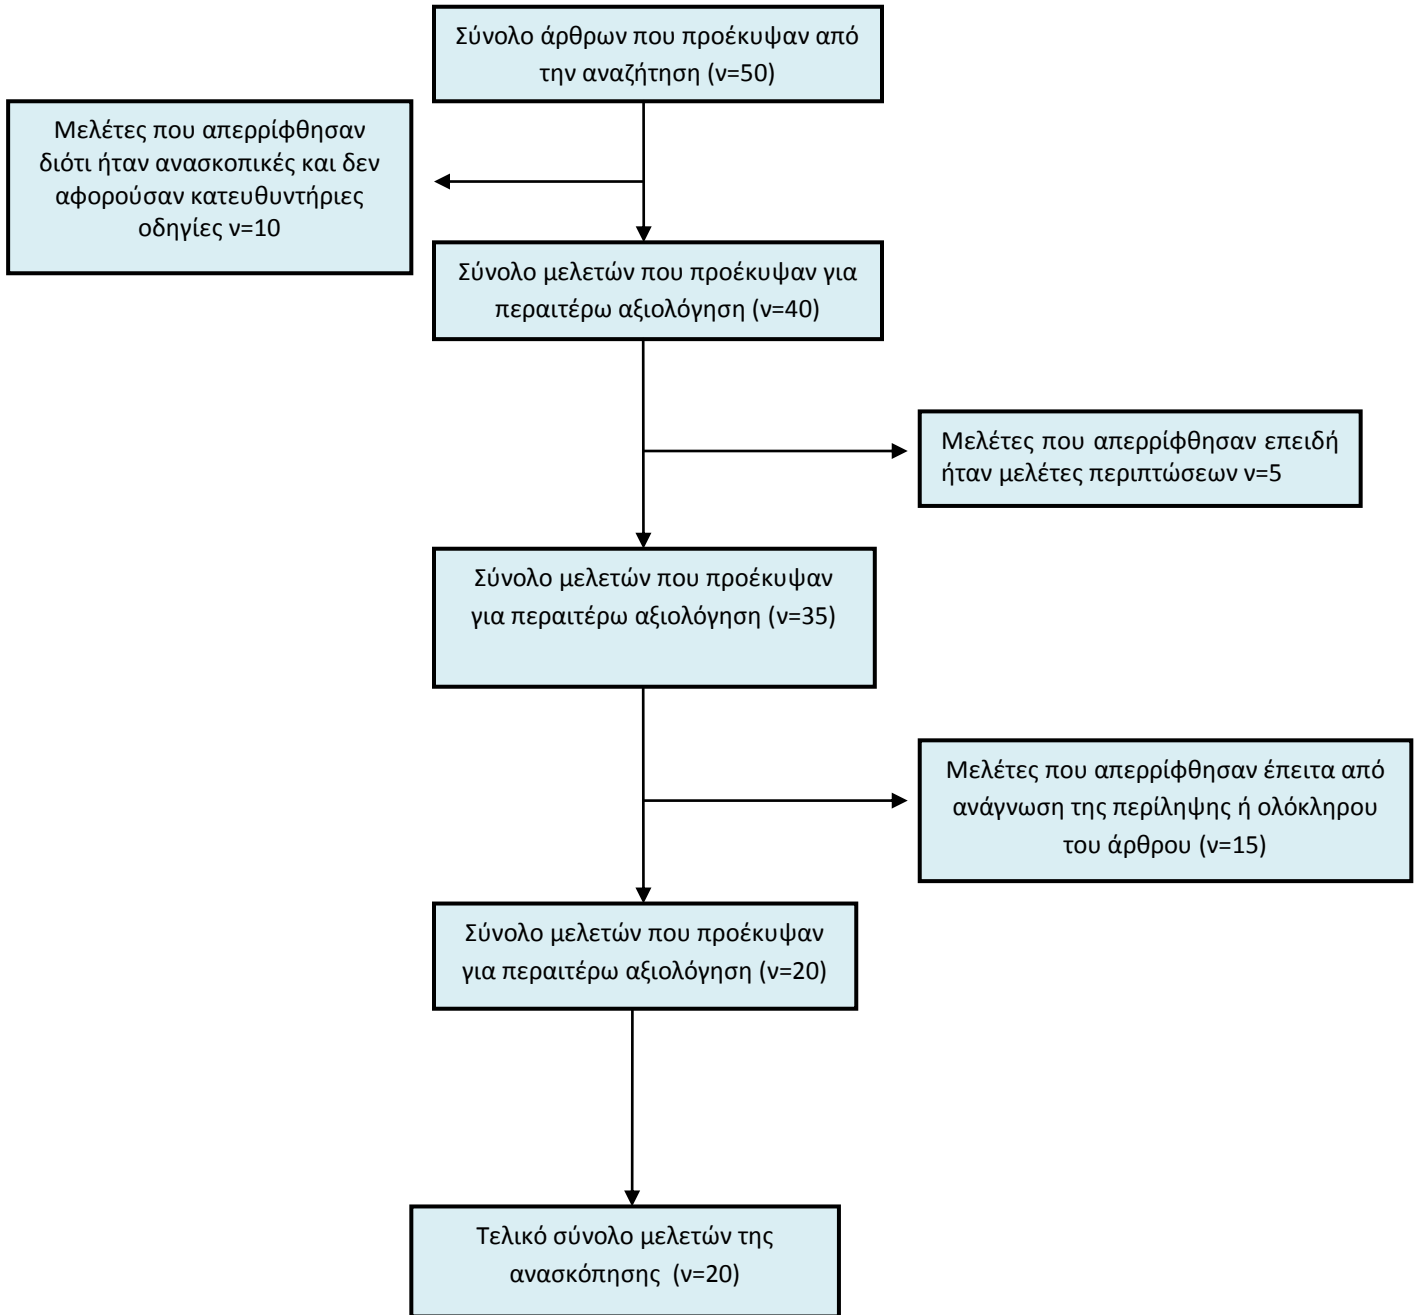 Σύνολο άρθρων που προέκυψαν από
την αναζήτηση (ν=50)
Μελέτες που απερρίφθησαν
διότι ήταν ανασκοπικές και δεν
αφορούσαν κατευθυντήριες
οδηγίες ν=10
Σύνολο μελετών που προέκυψαν για
περαιτέρω αξιολόγηση (ν=40)
Μελέτες που απερρίφθησαν επειδή
ήταν μελέτες περιπτώσεων ν=5
Σύνολο μελετών που προέκυψαν
για περαιτέρω αξιολόγηση (ν=35)
Μελέτες που απερρίφθησαν έπειτα από
ανάγνωση της περίληψης ή ολόκληρου
του άρθρου (ν=15)
Σύνολο μελετών που προέκυψαν
για περαιτέρω αξιολόγηση (ν=20)
Τελικό σύνολο μελετών της
ανασκόπησης (ν=20)